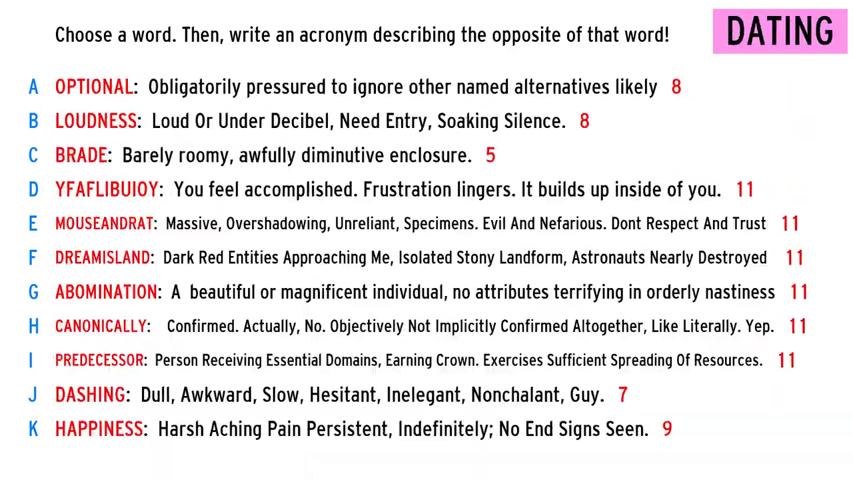 Choose a word. Then, write an acronym describing the opposite of that word!
DATING
A OPTIONAL: Obligatorily pressured to ignore other named alternatives likely 8
B LOUDNESS: Loud Or Under Decibel, Need Entry, Soaking Silence. 8
C BRADE: Barely roomy, awfully diminutive enclosure. 5
D YFAFLIBUIOY: You feel accomplished. Frustration lingers. It builds up inside of you. 11
E MOUSEANDRAT: Massive, Overshadowing, Unreliant, Specimens. Evil And Nefarious. Dont Respect And Trust 11
F DREAMISLAND: Dark Red Entities Approaching Me, Isolated Stony Landform, Astronauts Nearly Destroyed 11
G ABOMINATION: A beautiful or magnificent individual, no attributes terrifying in orderly nastiness 11
H CANONICALLY: Confirmed. Actually, No. Objectively Not Implicitly Confirmed Altogether, Like Literally. Yep. 11
I PREDECESSOR: Person Receiving Essential Domains, Earning Crown. Exercises Sufficient Spreading Of Resources. 11
J DASHING: Dull, Awkward, Slow, Hesitant, Inelegant, Nonchalant, Guy. 7
K HAPPINESS: Harsh Aching Pain Persistent, Indefinitely; No End Signs Seen. 9